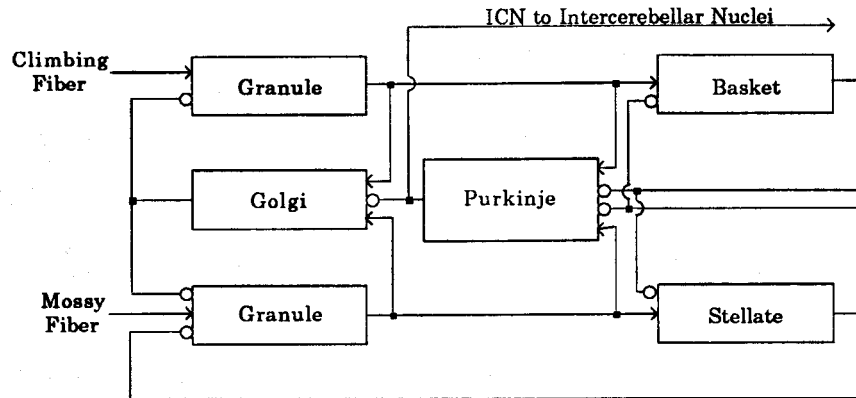 ICN to Intercerebellar Nuclei
Climbing
Fiber
Granule
Basket
Golgi
Purkinje
Mossy
Fiber
Granule
Stellate